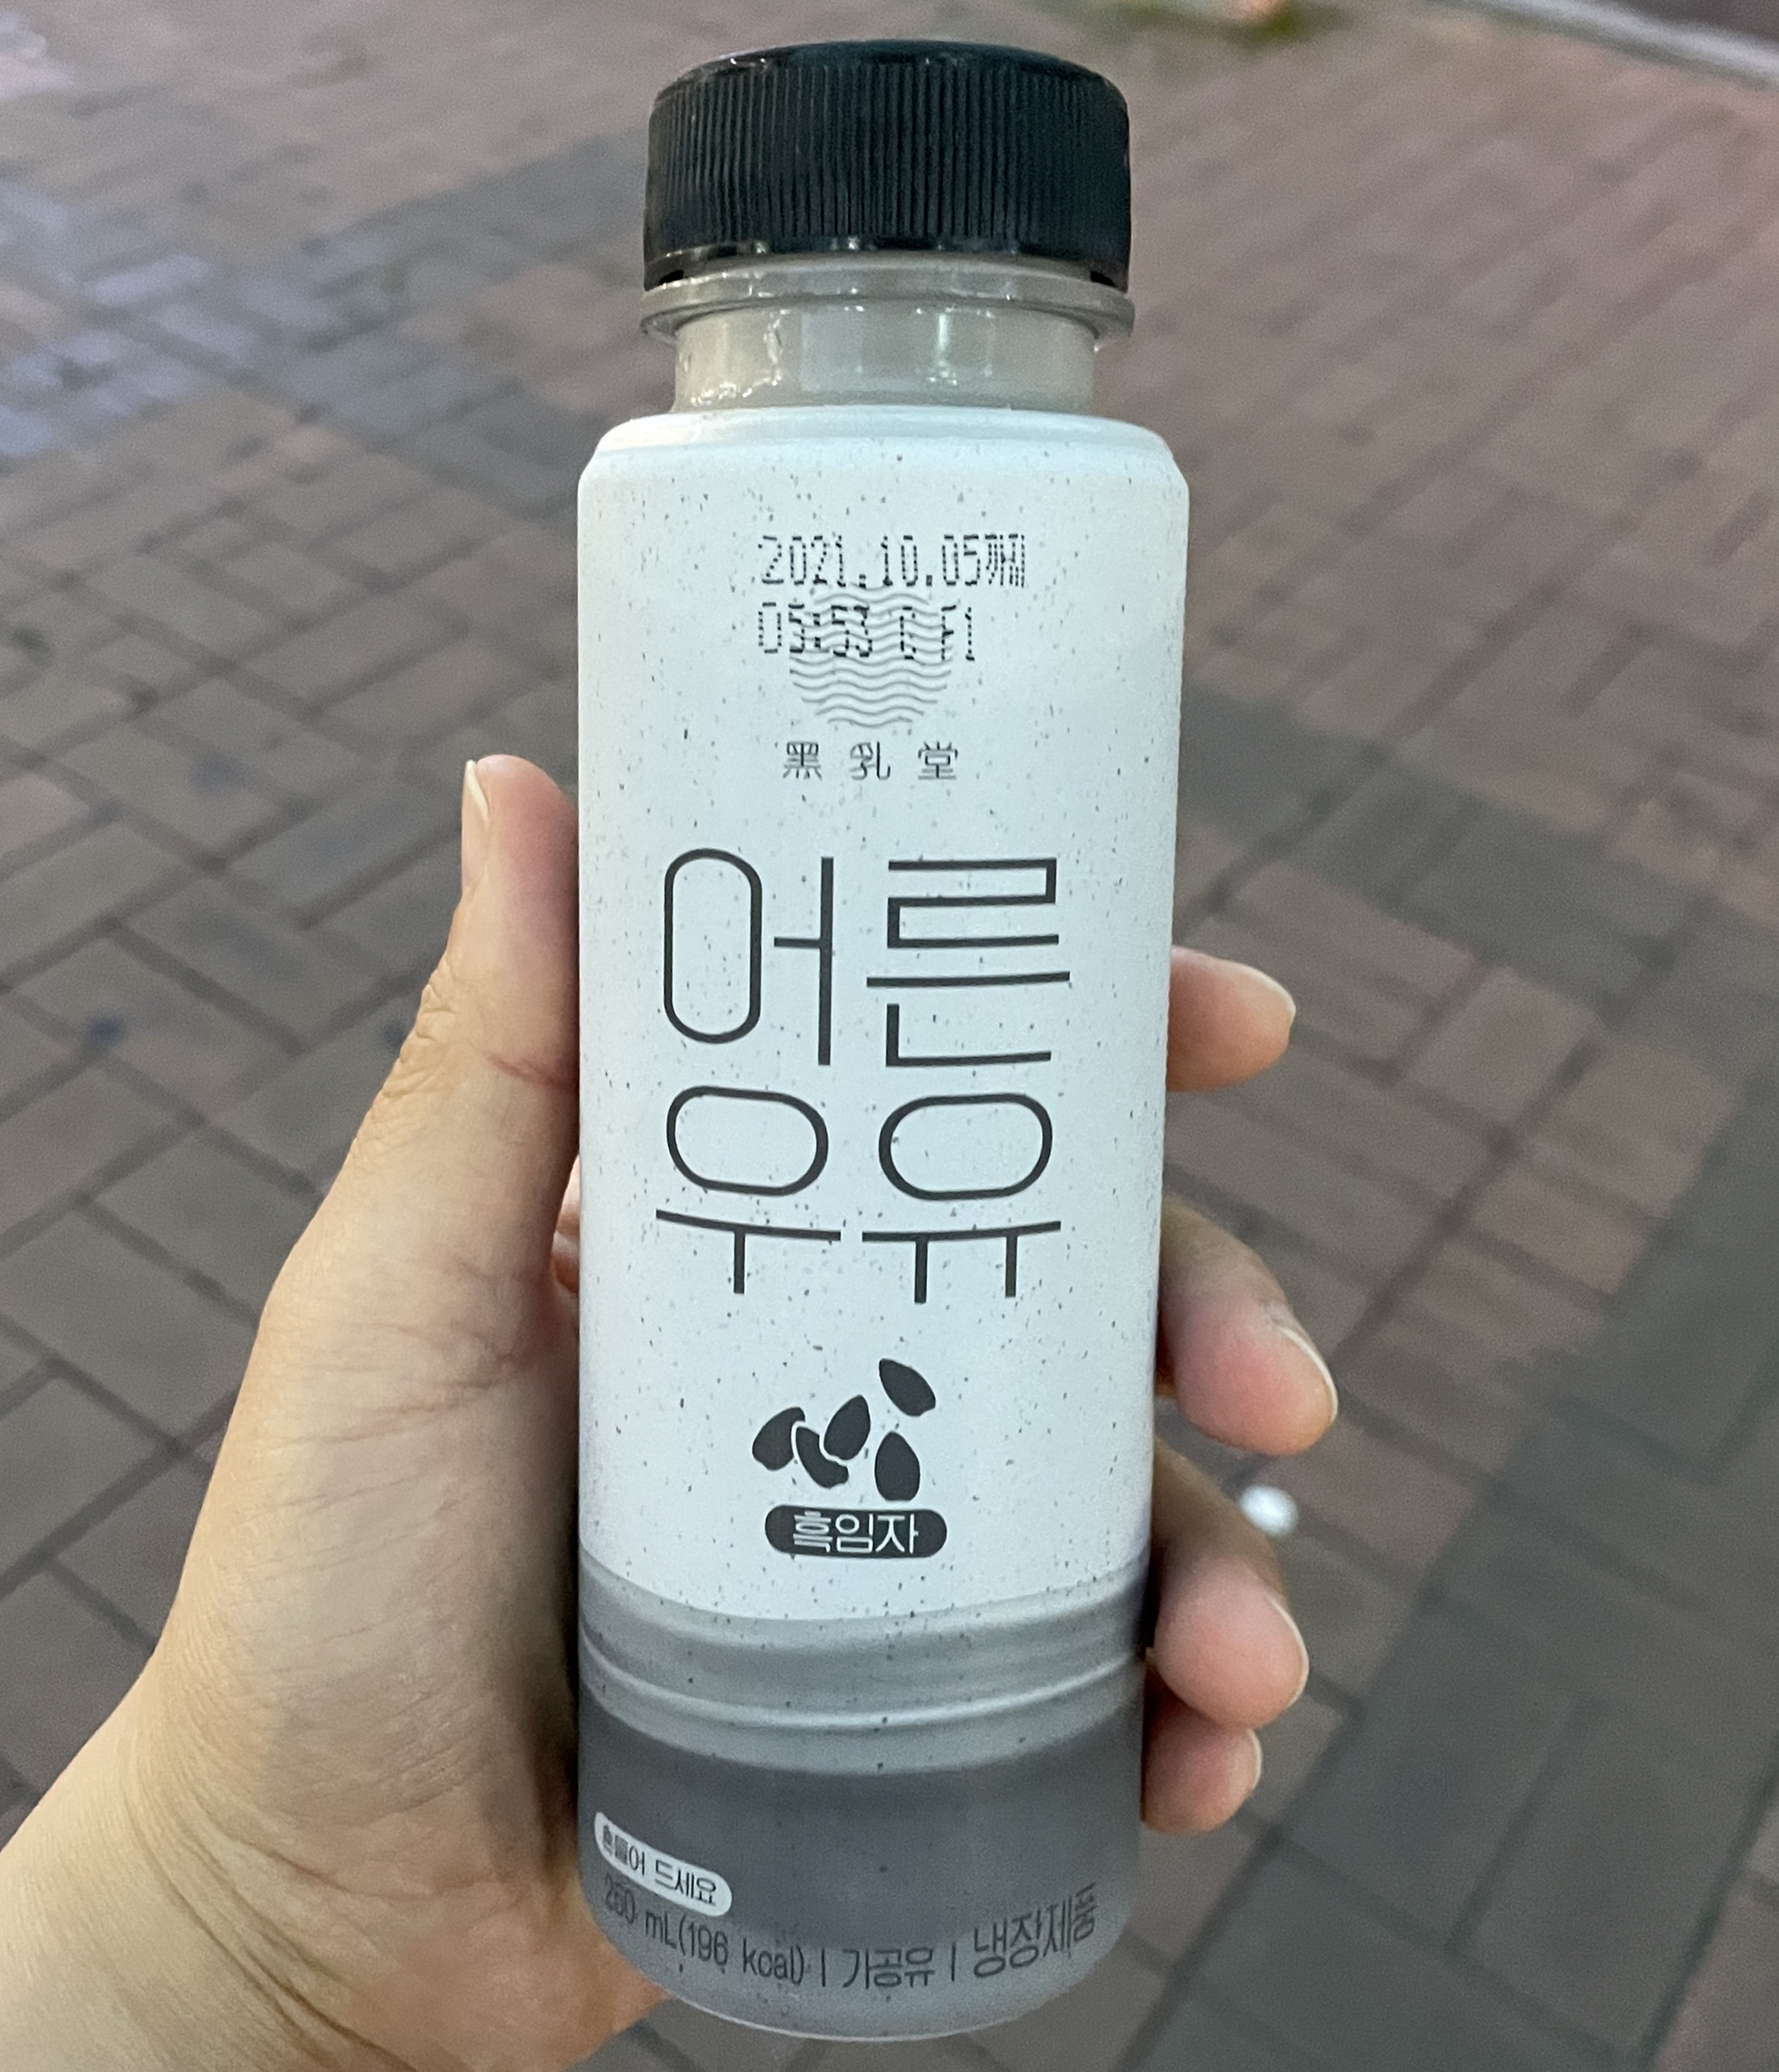 2021.10.05까지
05:53 C F1
黑乳堂
어른
우유
흑임자
흔들어 드세요
250 mL(196 kcal) | 가공유 | 냉장제품